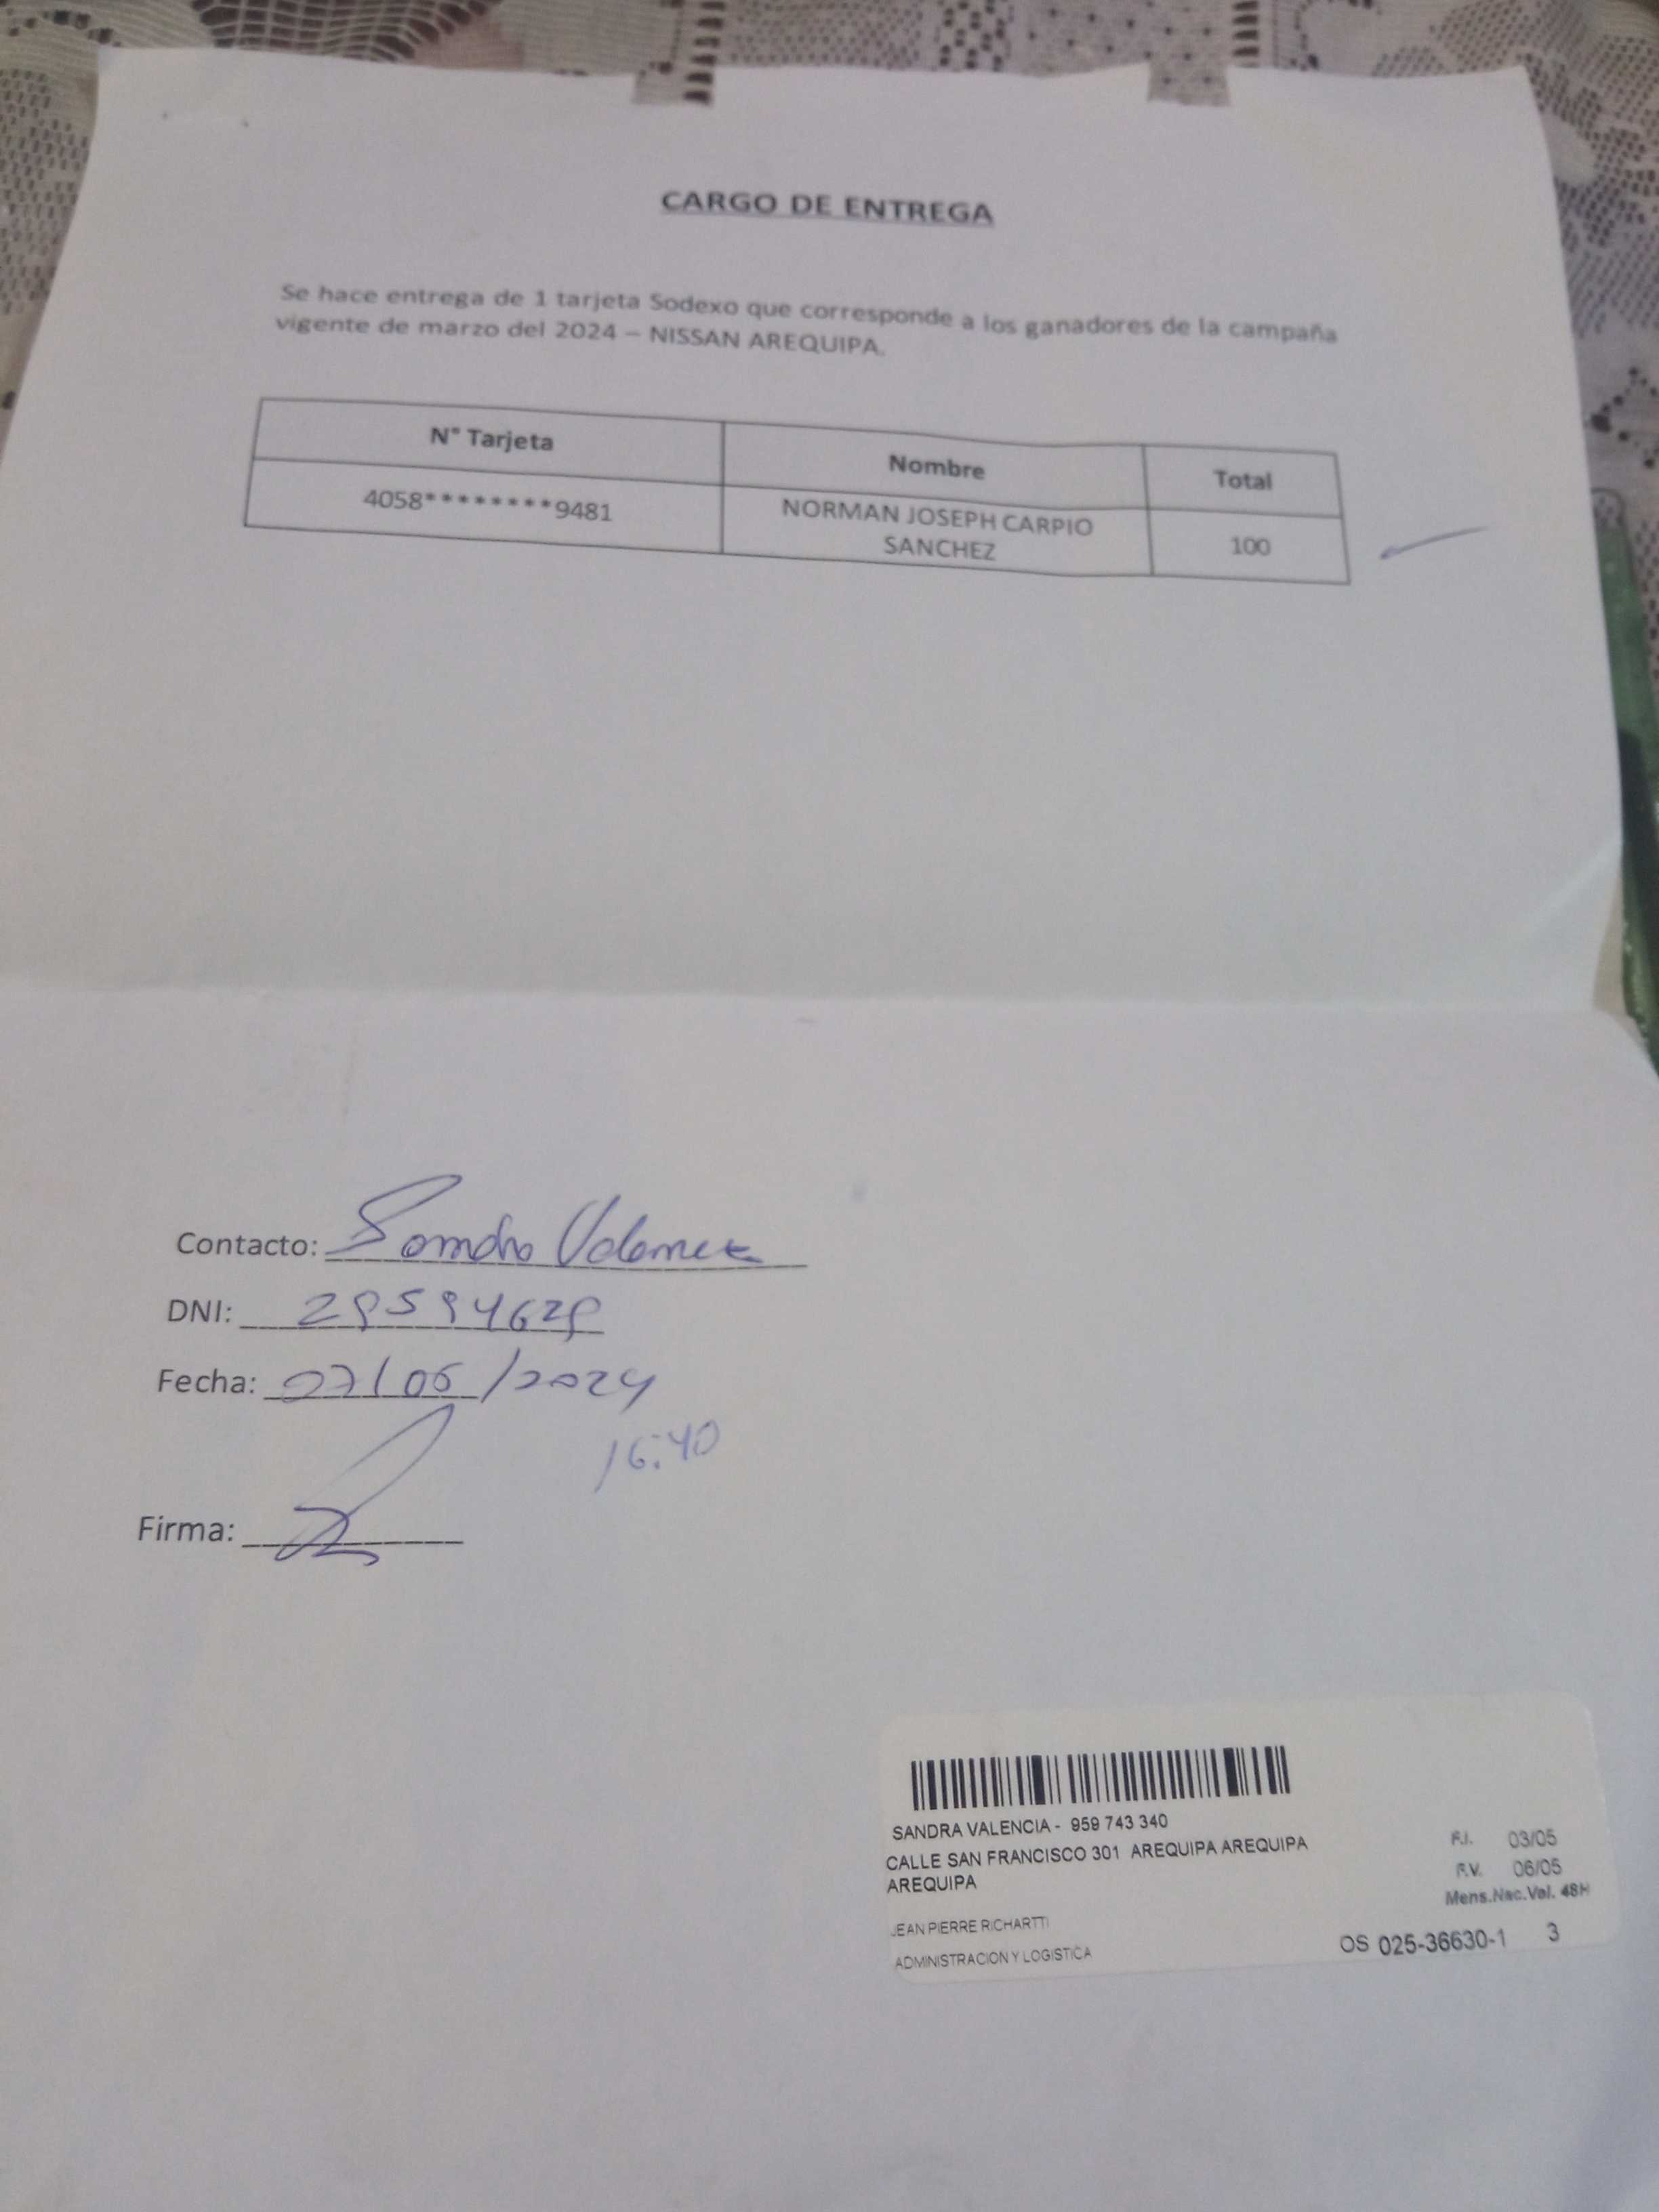 CARGO DE ENTREGA
Se hace entrega de 1 tarjeta Sodexo que corresponde a los ganadores de la campaña
vigente de marzo del 2024 – NISSAN AREQUIPA.
N° Tarjeta Nombre Total
4058********9481 NORMAN JOSEPH CARPIO SANCHEZ 100
Contacto: Sandra Valencia
DNI:
Fecha: 07/05/2024
16:40
Firma:
SANDRA VALENCIA - 959 743 340
CALLE SAN FRANCISCO 301 AREQUIPA AREQUIPA
AREQUIPA
JEAN PIERRE RICHARTTI
ADMINISTRACION Y LOGISTICA
F.I. 03/05
F.V. 06/05
Mens.Nac.Val. 48H
OS 025-36630-1 3